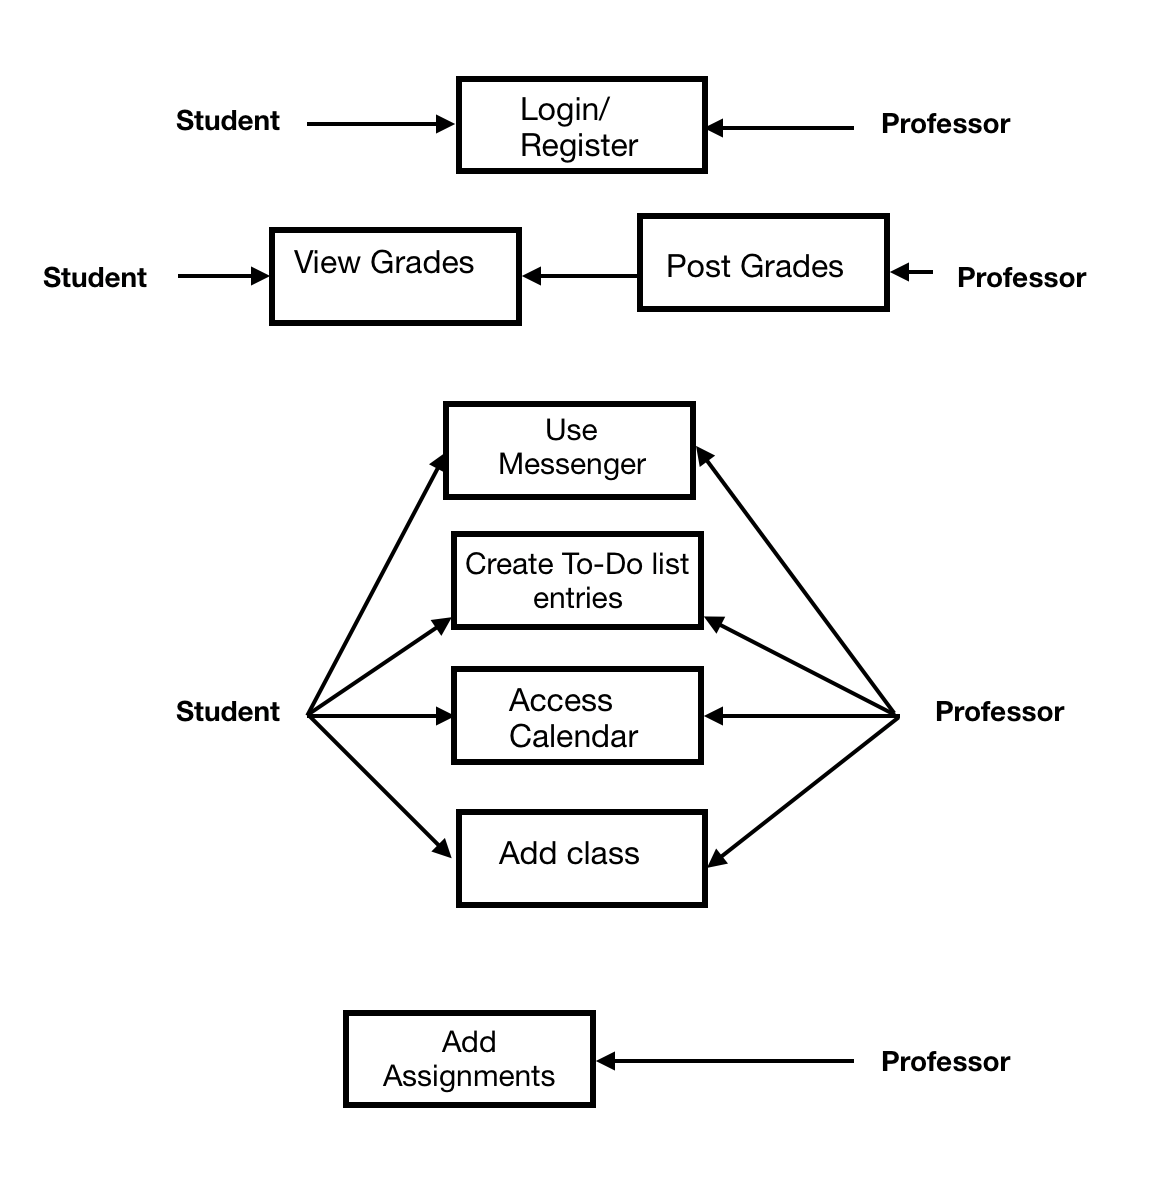 Student
Login/
Register
Professor
Student
View Grades
Post Grades
Professor
Use
Messenger
Create To-Do list
entries
Student
Access
Calendar
Professor
Add class
Add
Assignments
Professor